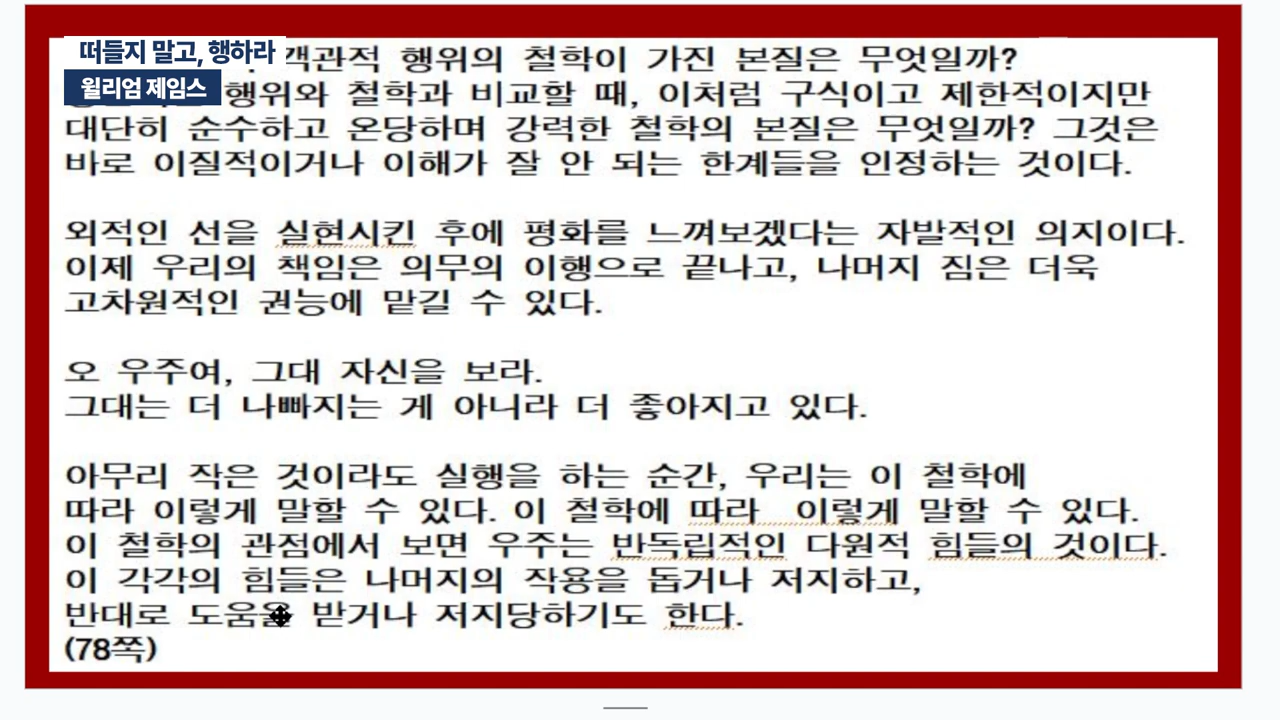 떠들지 말고, 행하라
윌리엄 제임스
객관적 행위의 철학이 가진 본질은 무엇일까?
행위와 철학과 비교할 때, 이처럼 구식이고 제한적이지만
대단히 순수하고 온당하며 강력한 철학의 본질은 무엇일까? 그것은
바로 이질적이거나 이해가 잘 안 되는 한계들을 인정하는 것이다.
외적인 선을 실현시킨 후에 평화를 느껴보겠다는 자발적인 의지이다.
이제 우리의 책임은 의무의 이행으로 끝나고, 나머지 짐은 더욱
고차원적인 권능에 맡길 수 있다.
오 우주여, 그대 자신을 보라.
그대는 더 나빠지는 게 아니라 더 좋아지고 있다.
아무리 작은 것이라도 실행을 하는 순간, 우리는 이 철학에
따라 이렇게 말할 수 있다. 이 철학에 따라 이렇게 말할 수 있다.
이 철학의 관점에서 보면 우주는 반독립적인 다원적 힘들의 것이다.
이 각각의 힘들은 나머지의 작용을 돕거나 저지하고,
반대로 도움을 받거나 저지당하기도 한다.
(78쪽)